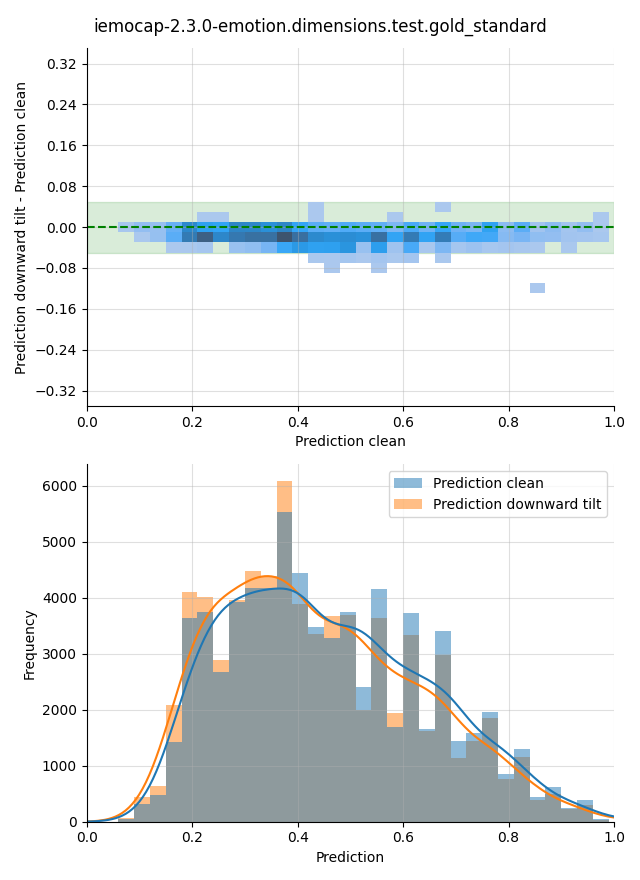 iemocap-2.3.0-emotion.dimensions.test.gold_standard
Prediction downward tilt - Prediction clean
0.32
0.24
0.16
0.08
0.00
−0.08
−0.16
−0.24
−0.32
0.0 0.2 0.4 0.6 0.8 1.0
Prediction clean
Frequency
6000
5000
4000
3000
2000
1000
0
Prediction clean
Prediction downward tilt
0.0 0.2 0.4 0.6 0.8 1.0
Prediction